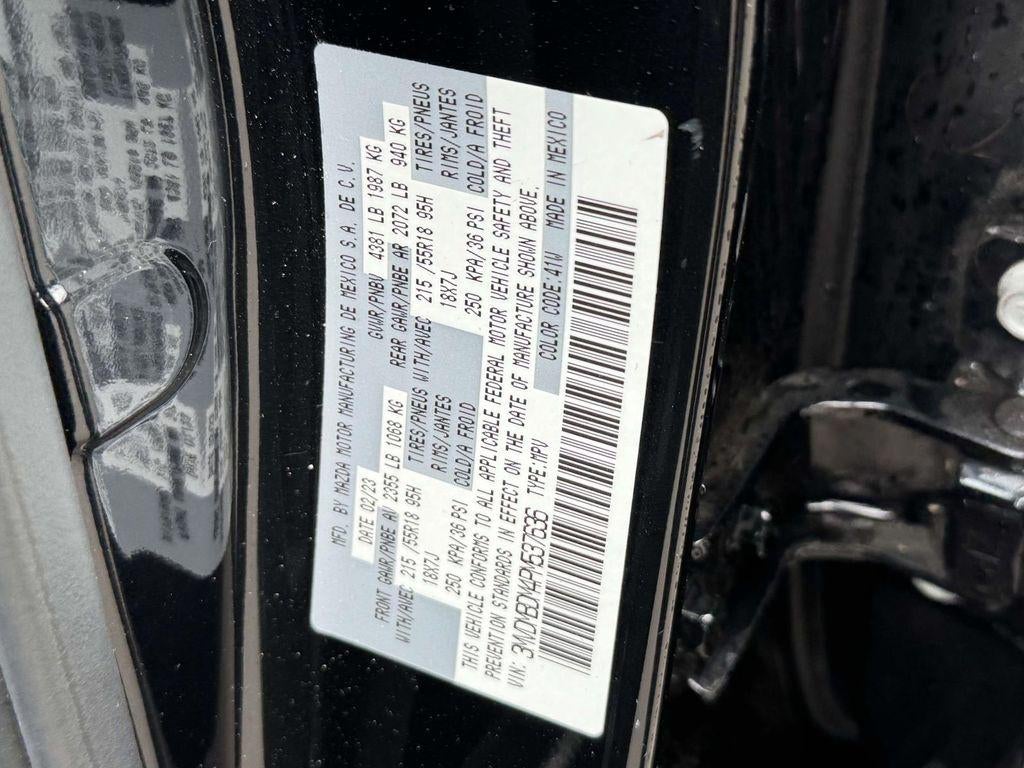 MFD. BY MAZDA MOTOR MANUFACTURING DE MEXICO S.A. DE C.V.
DATE 02/23 GVWR/PNBV 4381 LB 1987 KG
FRONT GAWR/PNBE AV 2355 LB 1068 KG REAR GAWR/PNBE AR 2072 LB 940 KG
WITH/AVEC 215 /55R18 95H TIRES/PNEUS WITH/AVEC 215 /55R18 95H TIRES/PNEUS
18X7J RIMS/JANTES 18X7J RIMS/JANTES
250 KPA/36 PSI COLD/A FROID 250 KPA/36 PSI COLD/A FROID
THIS VEHICLE CONFORMS TO ALL APPLICABLE FEDERAL MOTOR VEHICLE SAFETY AND THEFT
PREVENTION STANDARDS IN EFFECT ON THE DATE OF MANUFACTURE SHOWN ABOVE.
VIN: TYPE:MPV COLOR CODE:41W MADE IN MEXICO